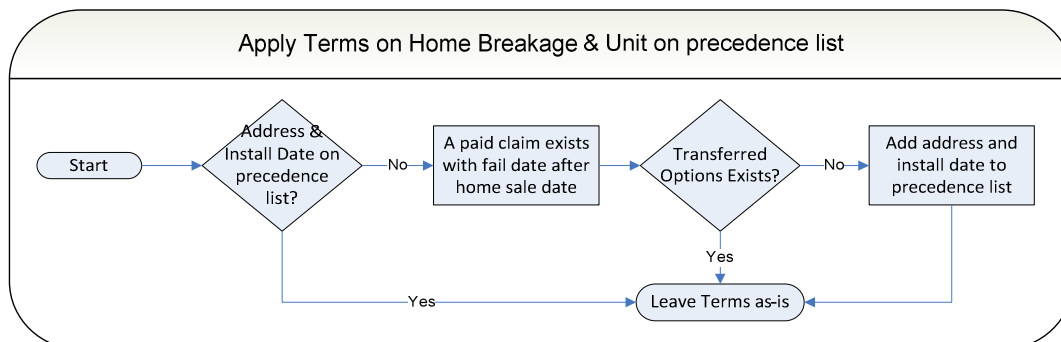 Apply Terms on Home Breakage & Unit on precedence list
Start
Address &
Install Date on
precedence
list?
No
A paid claim exists
with fail date after
home sale date
Transferred
Options Exists?
No
Add address and
install date to
precedence list
Yes
Yes
Leave Terms as-is